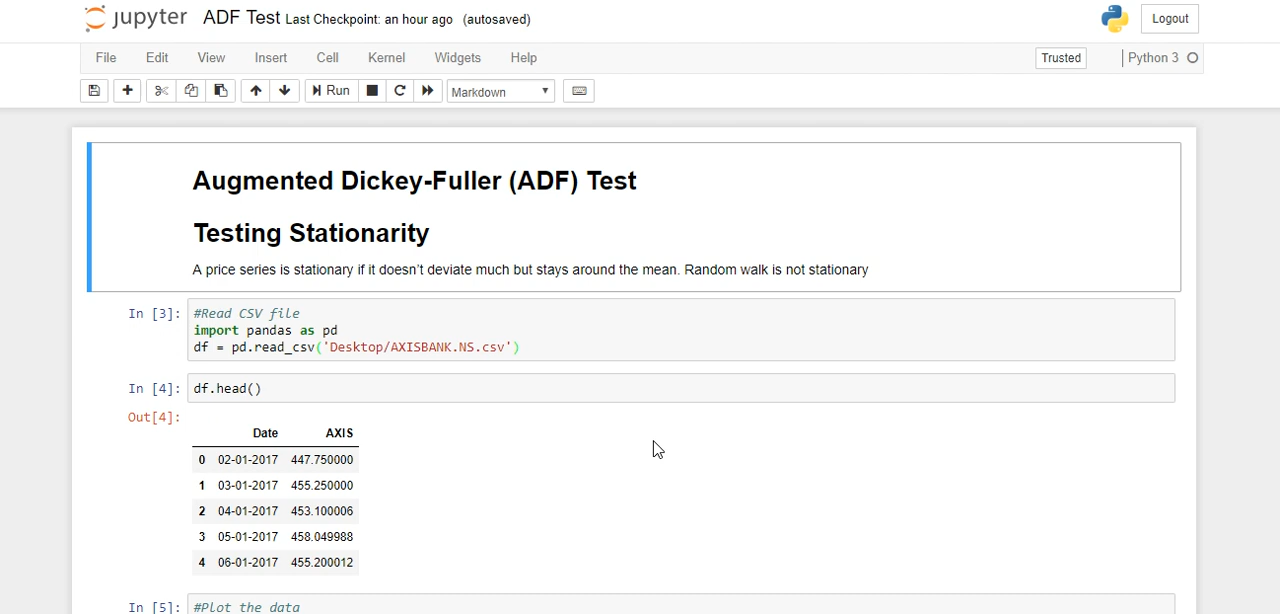 jupyter ADF Test Last Checkpoint: an hour ago (autosaved) Logout
File Edit View Insert Cell Kernel Widgets Help Trusted Python 3
Run Markdown
Augmented Dickey-Fuller (ADF) Test
Testing Stationarity
A price series is stationary if it doesn't deviate much but stays around the mean. Random walk is not stationary
In [3]: #Read CSV file
import pandas as pd
df = pd.read_csv('Desktop/AXISBANK.NS.csv')
In [4]: df.head()
Out[4]:
Date AXIS
0 02-01-2017 447.750000
1 03-01-2017 455.250000
2 04-01-2017 453.100006
3 05-01-2017 458.049988
4 06-01-2017 455.200012
In [5]: #Plot the data